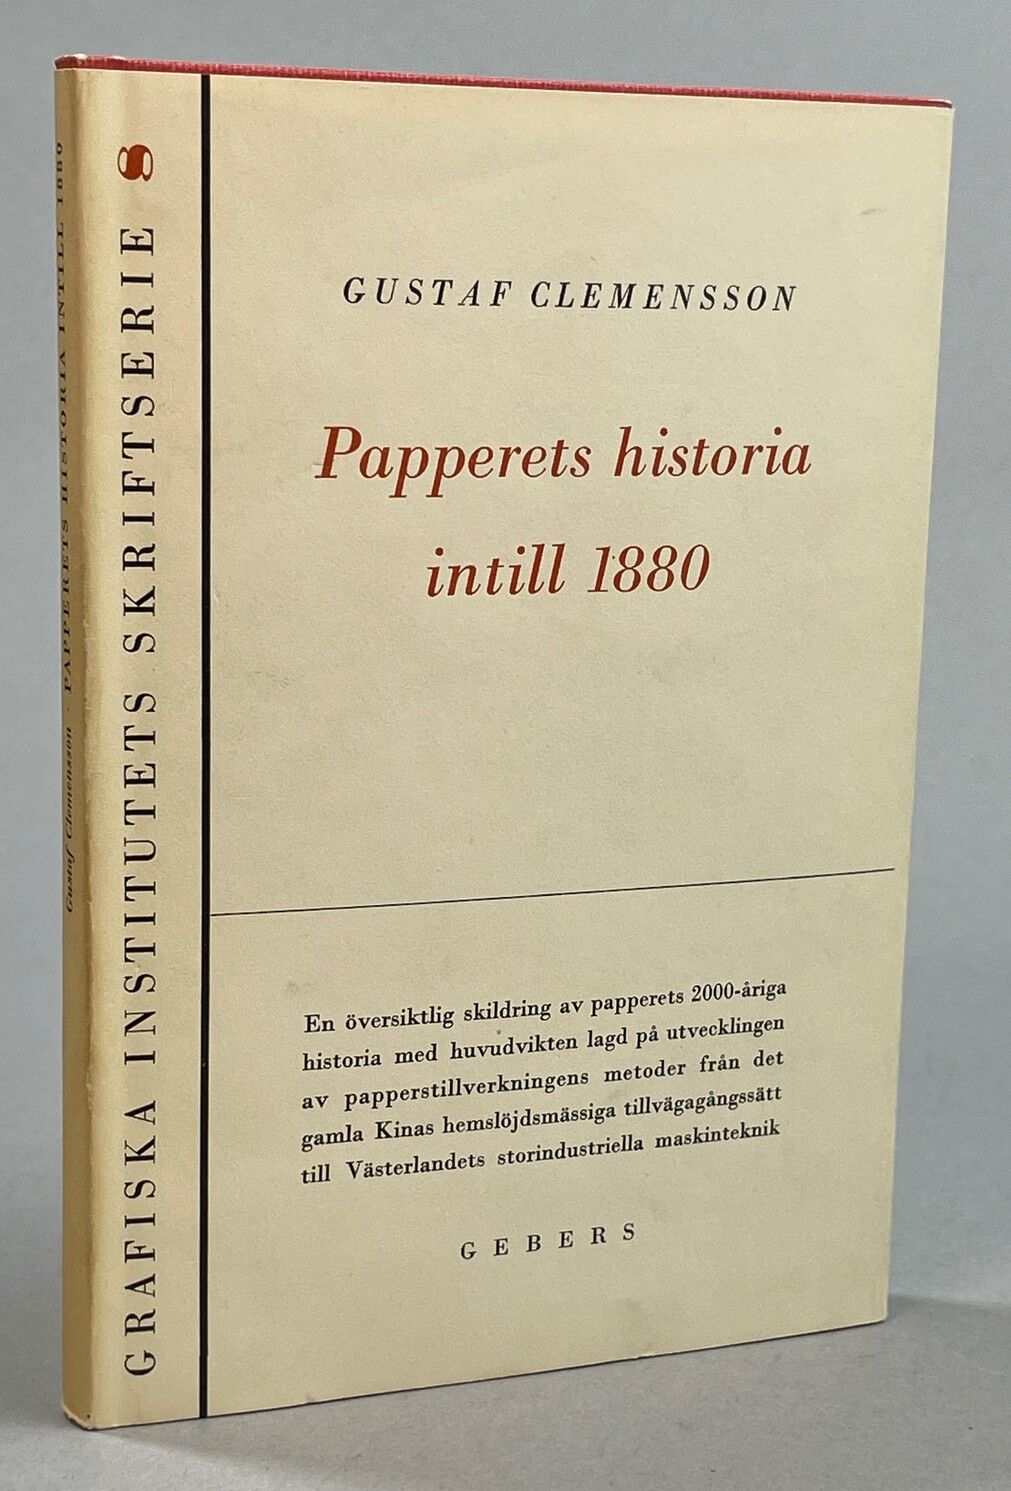 Gustaf Clemensson · PAPPERETS HISTORIA INTILL 1880
GRAFISKA INSTITUTETS SKRIFTSERIE 8
GUSTAF CLEMENSSON
Papperets historia
intill 1880
En översiktlig skildring av papperets 2000-åriga
historia med huvudvikten lagd på utvecklingen
av papperstillverkningens metoder från det
gamla Kinas hemslöjdsmässiga tillvägagångssätt
till Västerlandets storindustriella maskinteknik
GEBERS